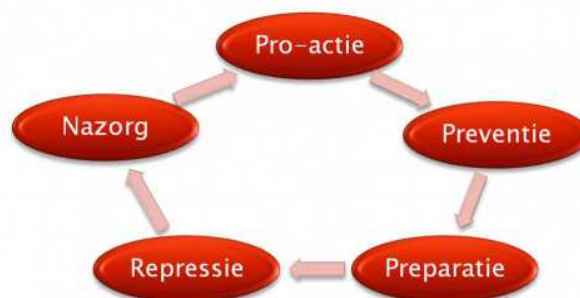 Pro-actie
Preventie
Preparatie
Repressie
Nazorg